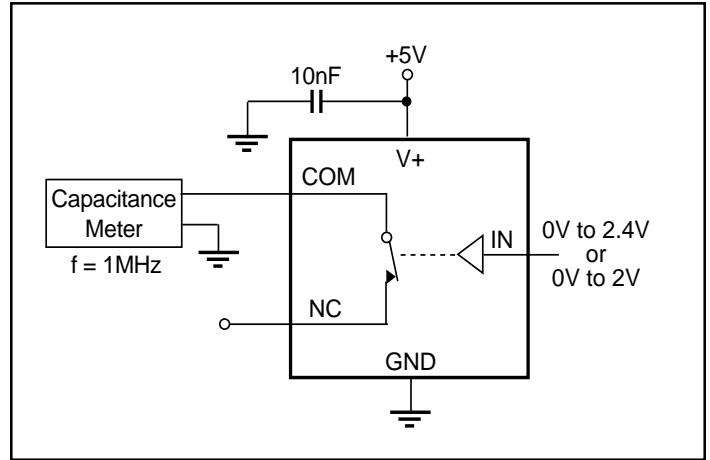 +5V
10nF
V+
COM
Capacitance
Meter
f = 1MHz
IN
0V to 2.4V
or
0V to 2V
NC
GND